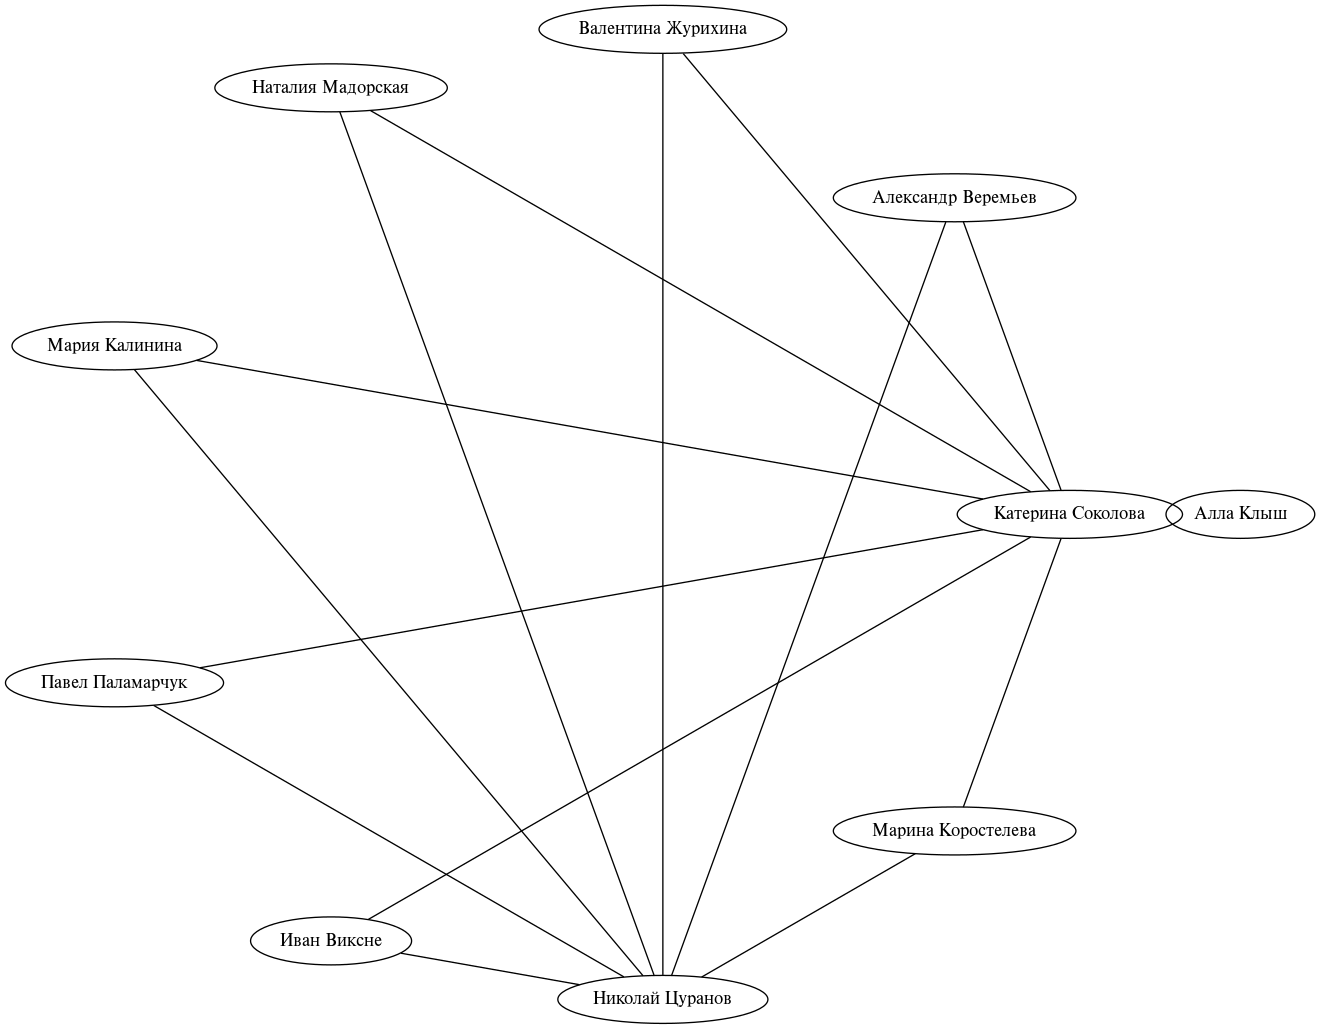 Валентина Журихина
Наталия Мадорская
Александр Веремьев
Мария Калинина
Катерина Соколова
Алла Клыш
Павел Паламарчук
Марина Коростелева
Иван Виксне
Николай Цуранов